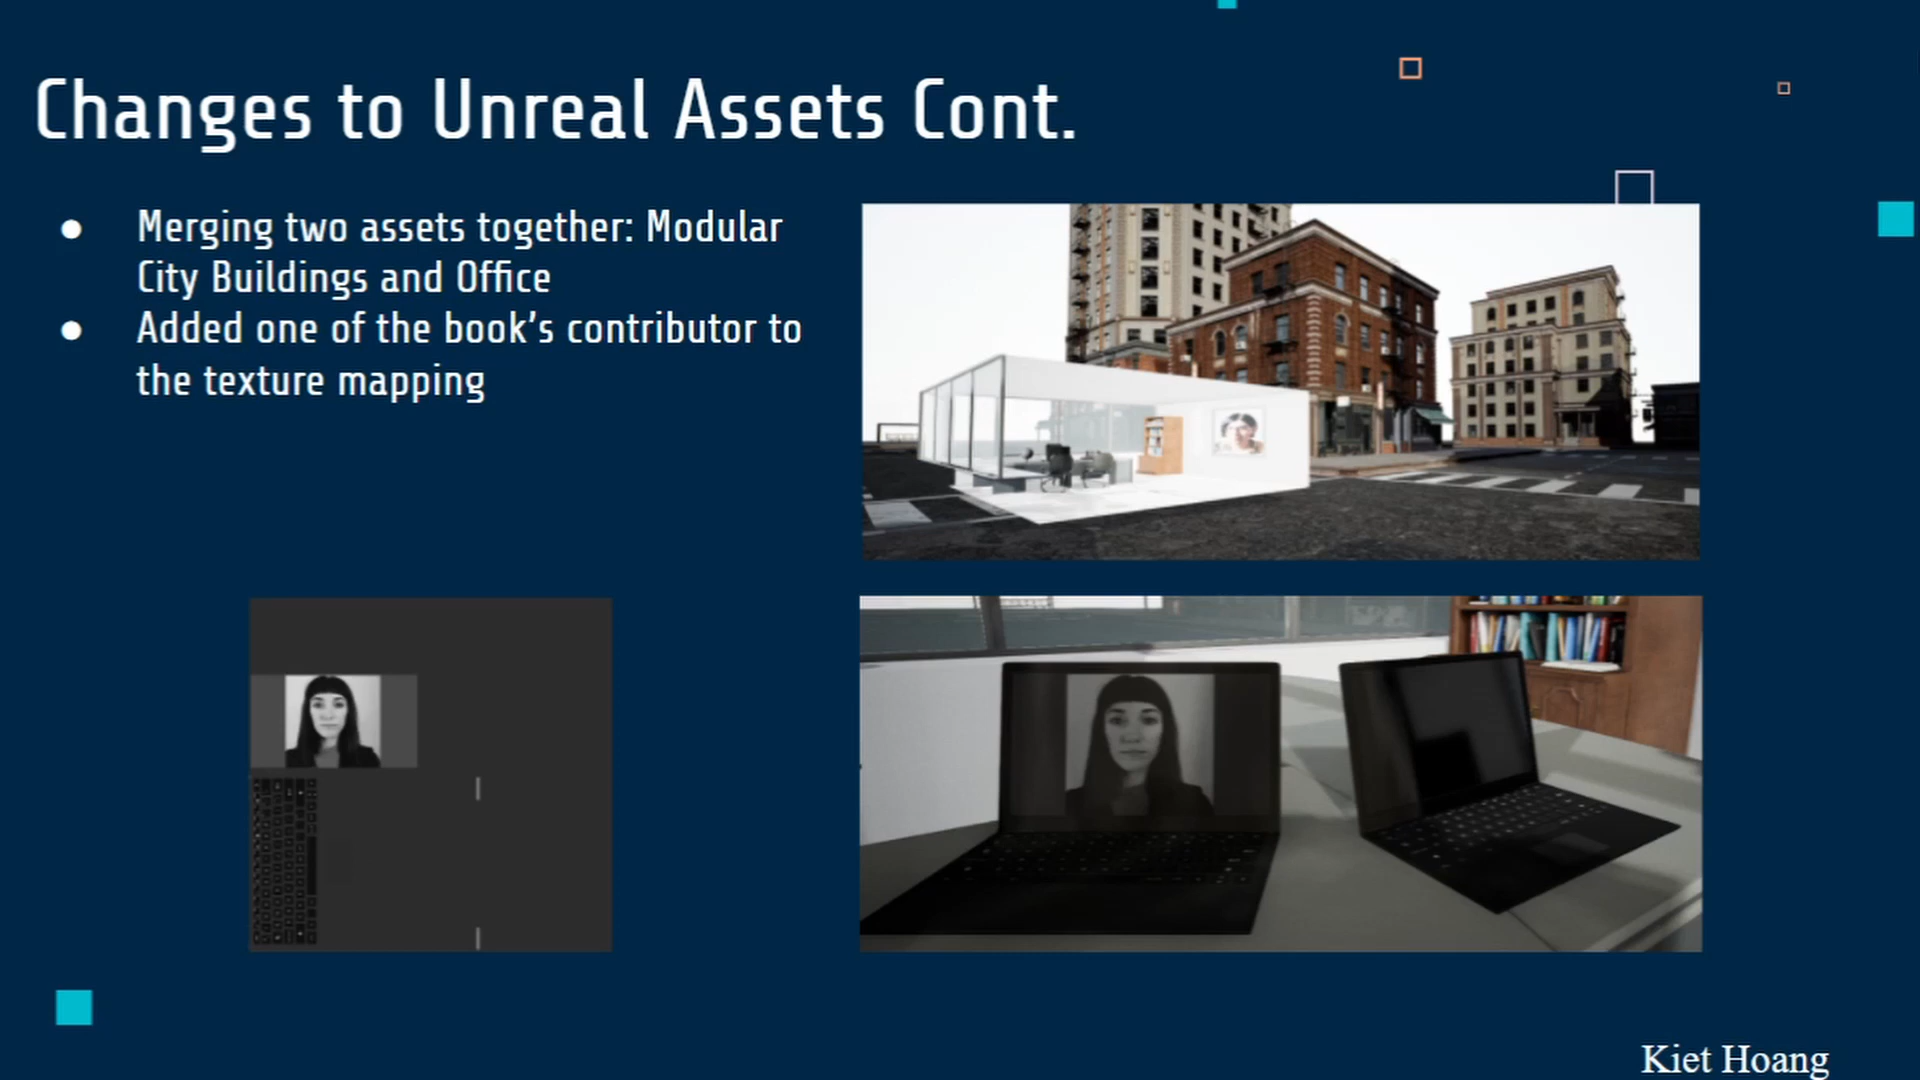 Changes to Unreal Assets Cont.
● Merging two assets together: Modular
City Buildings and Office
● Added one of the book's contributor to
the texture mapping
Kiet Hoang